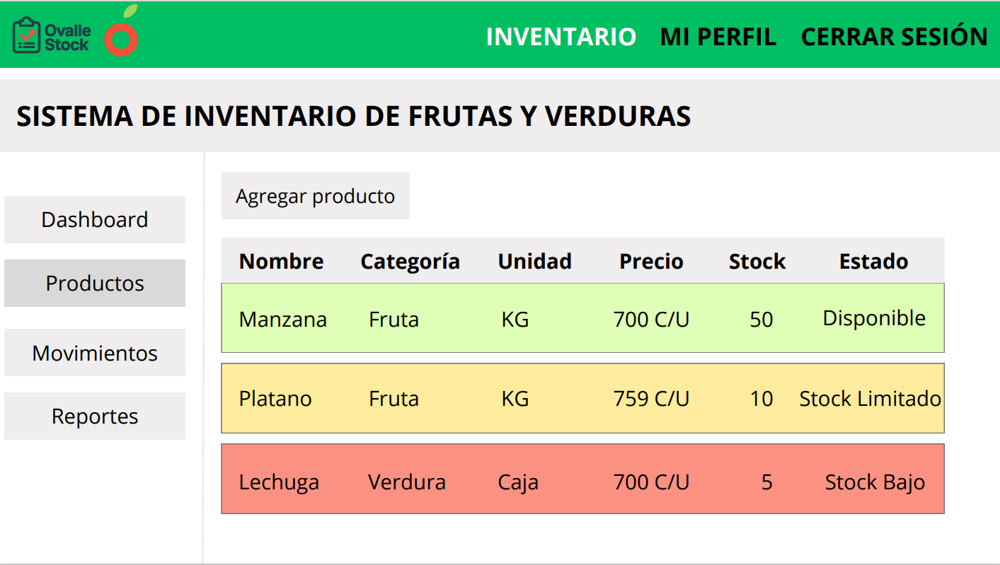 Ovalle
Stock
INVENTARIO MI PERFIL CERRAR SESIÓN
SISTEMA DE INVENTARIO DE FRUTAS Y VERDURAS
Dashboard
Productos
Movimientos
Reportes
Agregar producto
Nombre Categoría Unidad Precio Stock Estado
Manzana Fruta KG 700 C/U 50 Disponible
Platano Fruta KG 759 C/U 10 Stock Limitado
Lechuga Verdura Caja 700 C/U 5 Stock Bajo